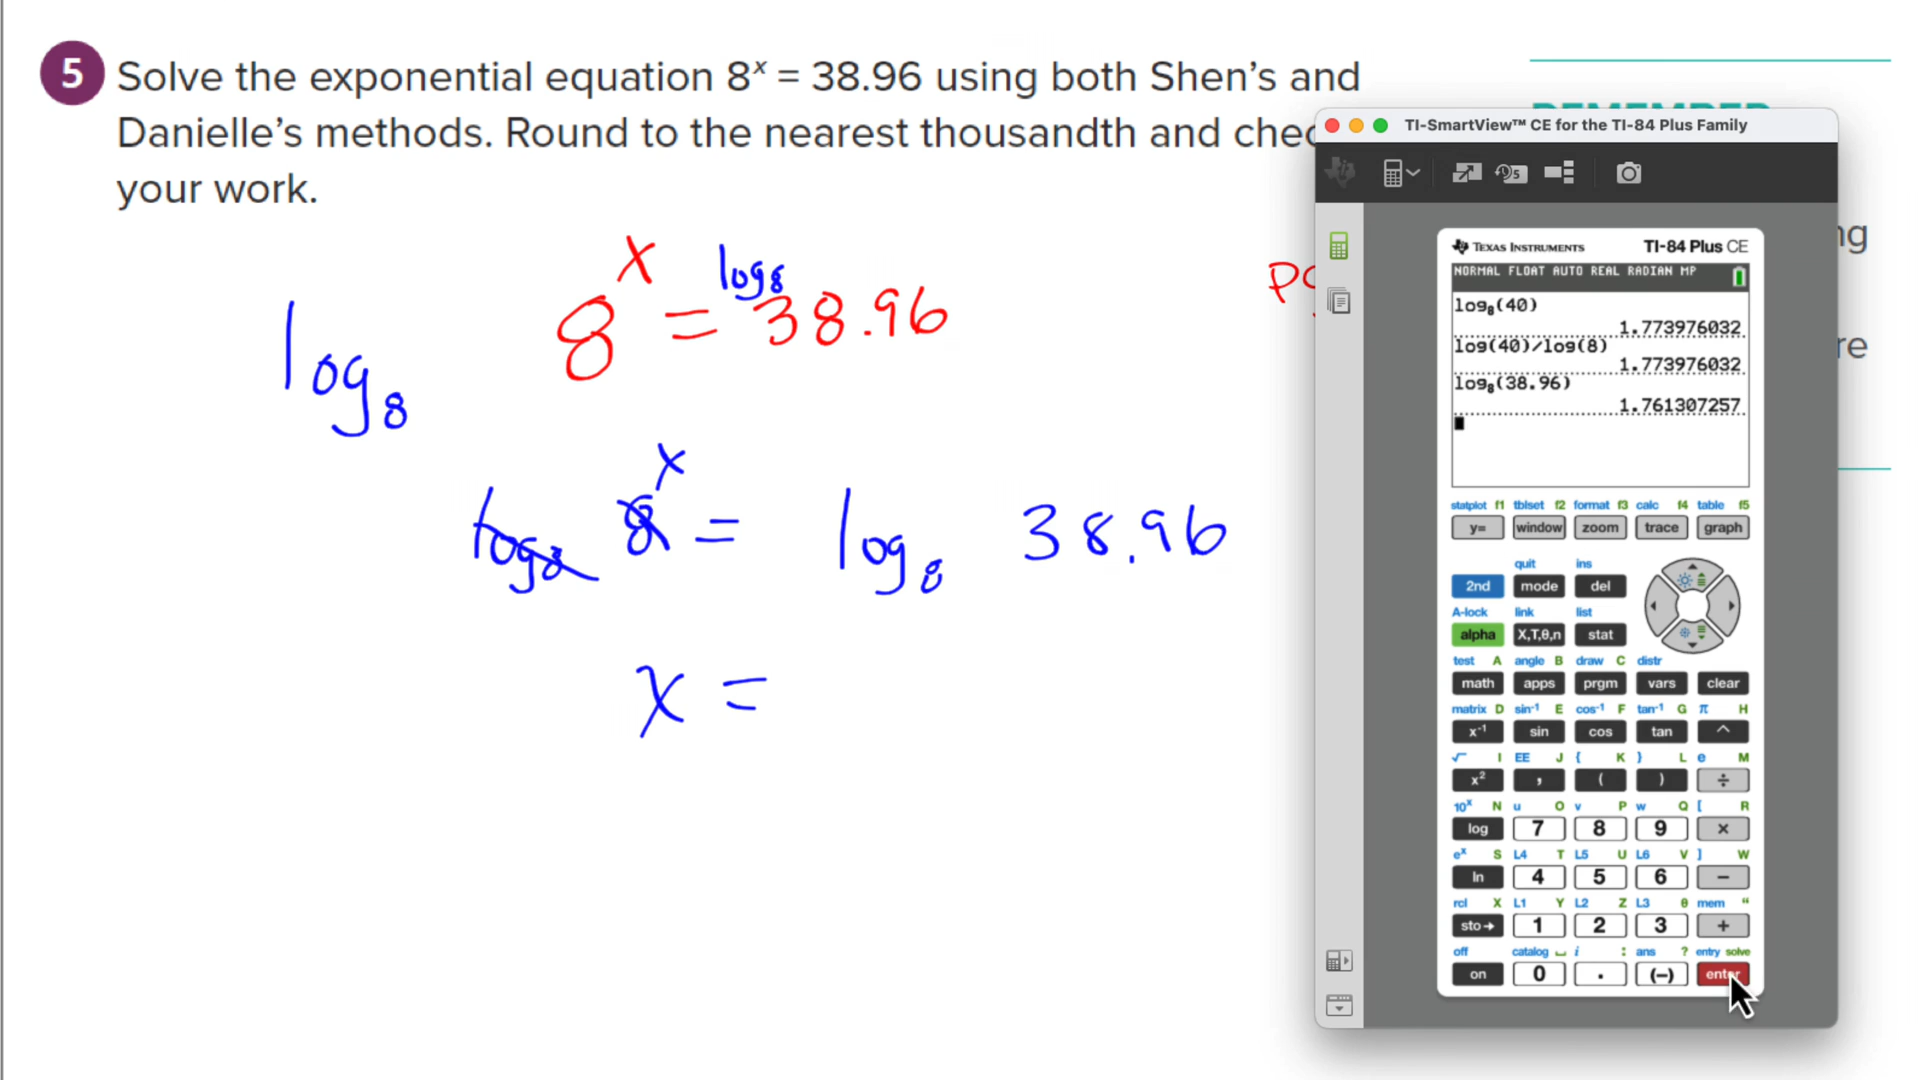 5 Solve the exponential equation 8ˣ = 38.96 using both Shen's and
Danielle's methods. Round to the nearest thousandth and chec
your work.
8ˣ = log₈ 38.96
log₈
log₈ 8ˣ = log₈ 38.96
x =
REMEMBER
ng
re
TI-SmartView™ CE for the TI-84 Plus Family
TEXAS INSTRUMENTS TI-84 Plus CE
NORMAL FLOAT AUTO REAL RADIAN MP
log₈(40)
1.773976032
log(40)/log(8)
1.773976032
log₈(38.96)
1.761307257
statplot f1 tblset f2 format f3 calc f4 table f5
y= window zoom trace graph
quit ins
2nd mode del
A-lock link list
alpha X,T,θ,n stat
test A angle B draw C distr
math apps prgm vars clear
matrix D sin⁻¹ E cos⁻¹ F tan⁻¹ G π H
x⁻¹ sin cos tan ^
√ I EE J { K } L e M
x² , ( ) ÷
10ˣ N u O v P w Q [ R
log 7 8 9 ×
eˣ S L4 T L5 U L6 V ] W
ln 4 5 6 −
rcl X L1 Y L2 Z L3 θ mem "
sto→ 1 2 3 +
off catalog ⎵ i : ans ? entry solve
on 0 . (−) enter